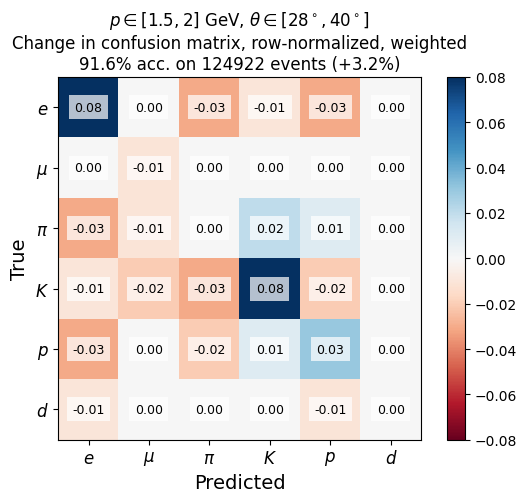 p ∈ [1.5, 2] GeV, θ ∈ [28°, 40°]
Change in confusion matrix, row-normalized, weighted
91.6% acc. on 124922 events (+3.2%)
True
e 0.08 0.00 -0.03 -0.01 -0.03 0.00
μ 0.00 -0.01 0.00 0.00 0.00 0.00
π -0.03 -0.01 0.00 0.02 0.01 0.00
K -0.01 -0.02 -0.03 0.08 -0.02 0.00
p -0.03 0.00 -0.02 0.01 0.03 0.00
d -0.01 0.00 0.00 0.00 -0.01 0.00
e μ π K p d
Predicted
0.08
0.06
0.04
0.02
0.00
−0.02
−0.04
−0.06
−0.08